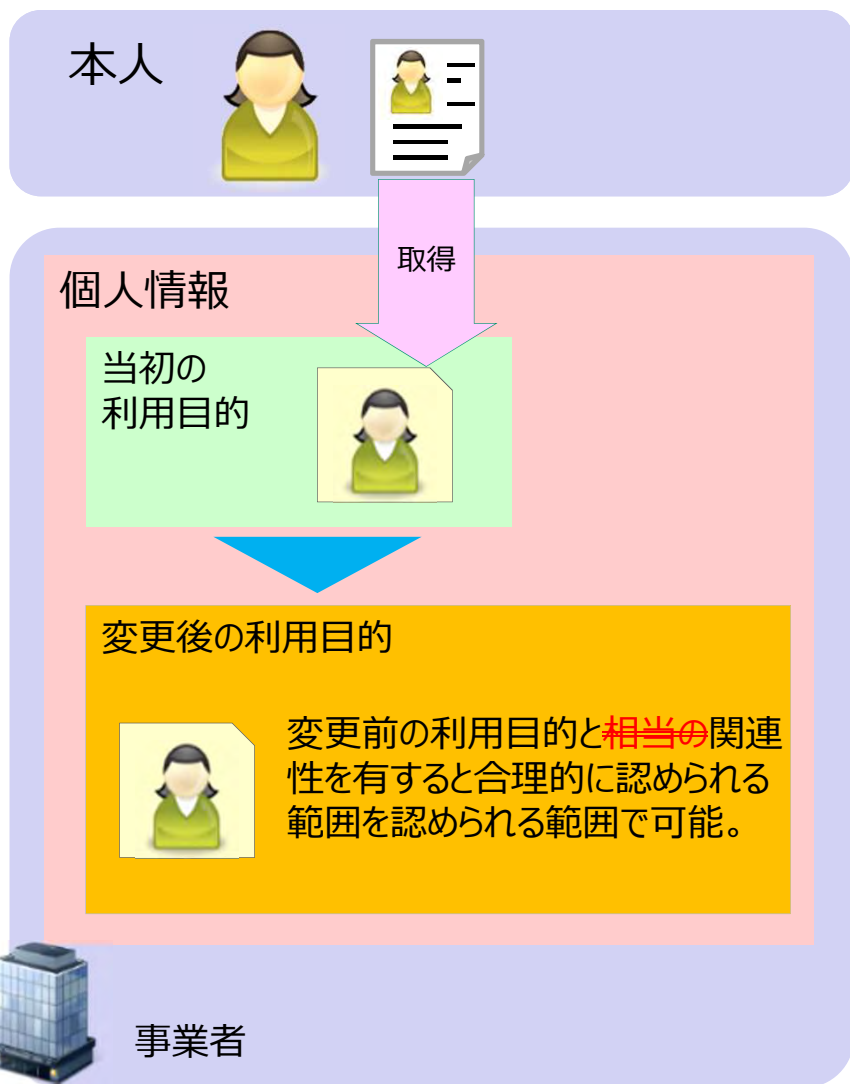 本人
取得
個人情報
当初の
利用目的
変更後の利用目的
変更前の利用目的と相当の関連
性を有すると合理的に認められる
範囲を認められる範囲で可能。
事業者